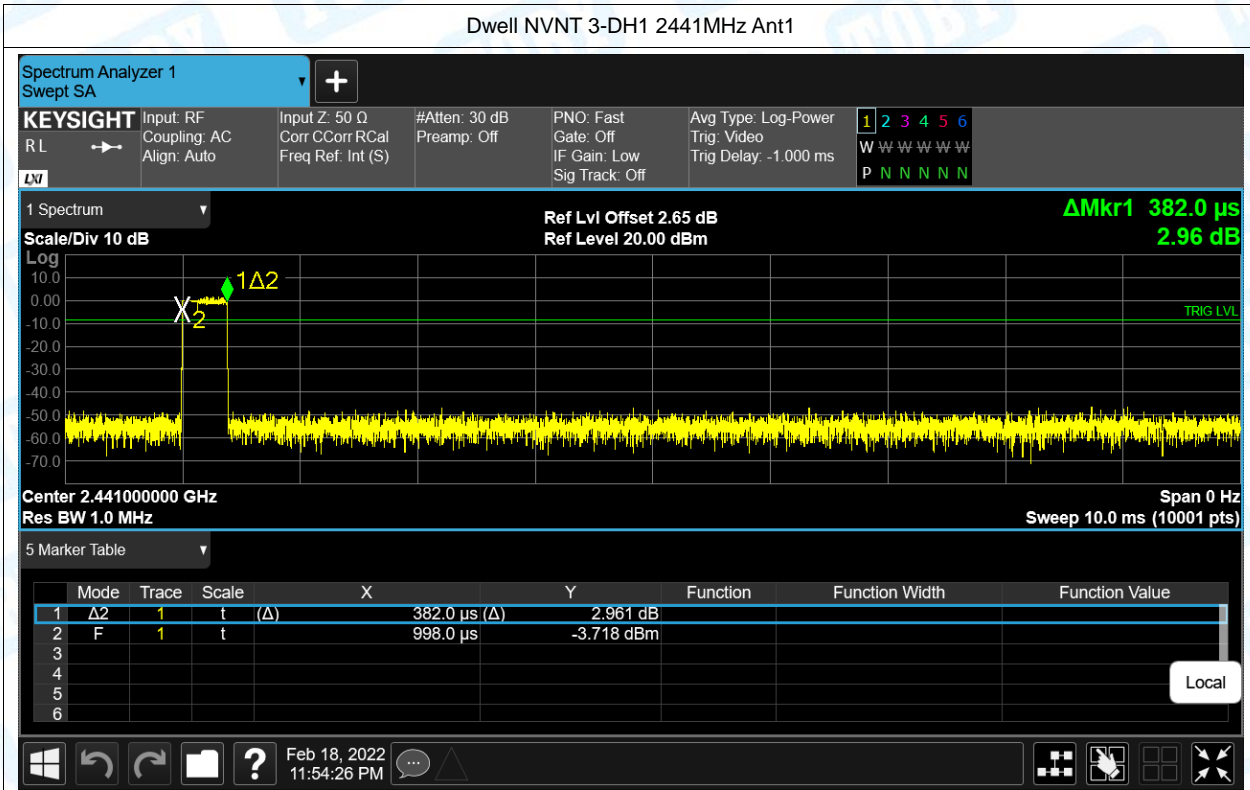 Dwell NVNT 3-DH1 2441MHz Ant1
Spectrum Analyzer 1
Swept SA
+
KEYSIGHT
RL
LXI
Input: RF
Coupling: AC
Align: Auto
Input Z: 50 Ω
Corr CCorr RCal
Freq Ref: Int (S)
#Atten: 30 dB
Preamp: Off
PNO: Fast
Gate: Off
IF Gain: Low
Sig Track: Off
Avg Type: Log-Power
Trig: Video
Trig Delay: -1.000 ms
1 2 3 4 5 6
W W W W W W
P N N N N N
1 Spectrum
Scale/Div 10 dB
Ref Lvl Offset 2.65 dB
Ref Level 20.00 dBm
ΔMkr1 382.0 µs
2.96 dB
Log
10.0
0.00
-10.0
-20.0
-30.0
-40.0
-50.0
-60.0
-70.0
1Δ2
X2
TRIG LVL
Center 2.441000000 GHz
Res BW 1.0 MHz
Span 0 Hz
Sweep 10.0 ms (10001 pts)
5 Marker Table
Mode Trace Scale X Y Function Function Width Function Value
1 Δ2 1 t (Δ) 382.0 µs (Δ) 2.961 dB
2 F 1 t 998.0 µs -3.718 dBm
3
4
5
6
Local
?
Feb 18, 2022
11:54:26 PM